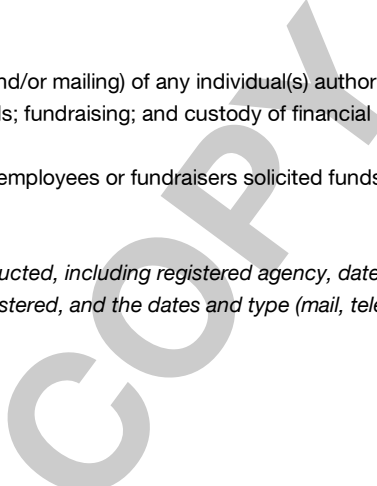 nd/or mailing) of any individual(s) author
ls; fundraising; and custody of financial
employees or fundraisers solicited funds
ucted, including registered agency, date
stered, and the dates and type (mail, tele
COPY